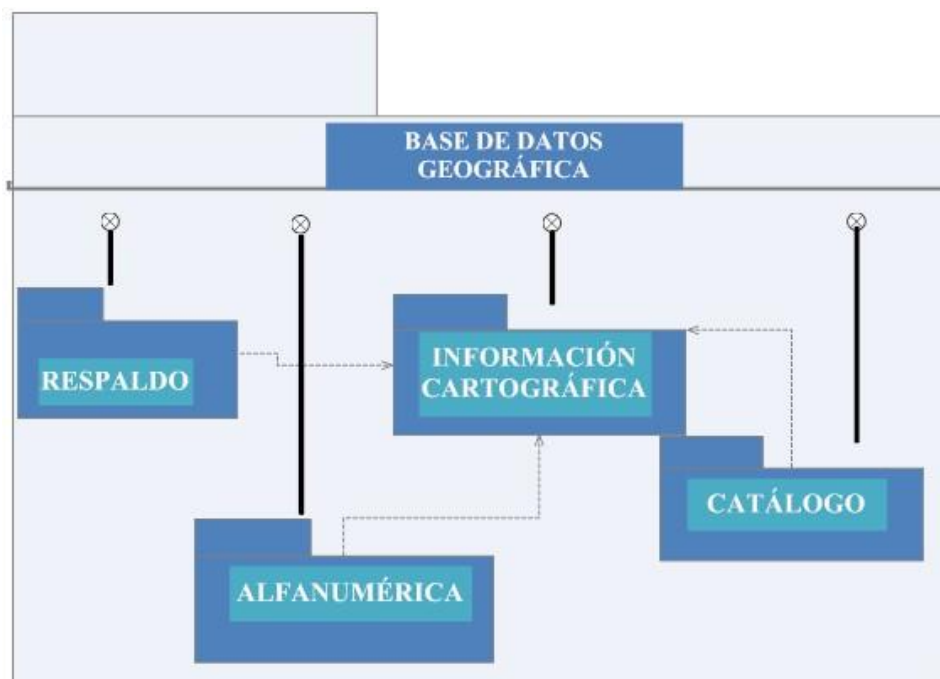 BASE DE DATOS
GEOGRÁFICA
RESPALDO
INFORMACIÓN
CARTOGRÁFICA
CATÁLOGO
ALFANUMÉRICA